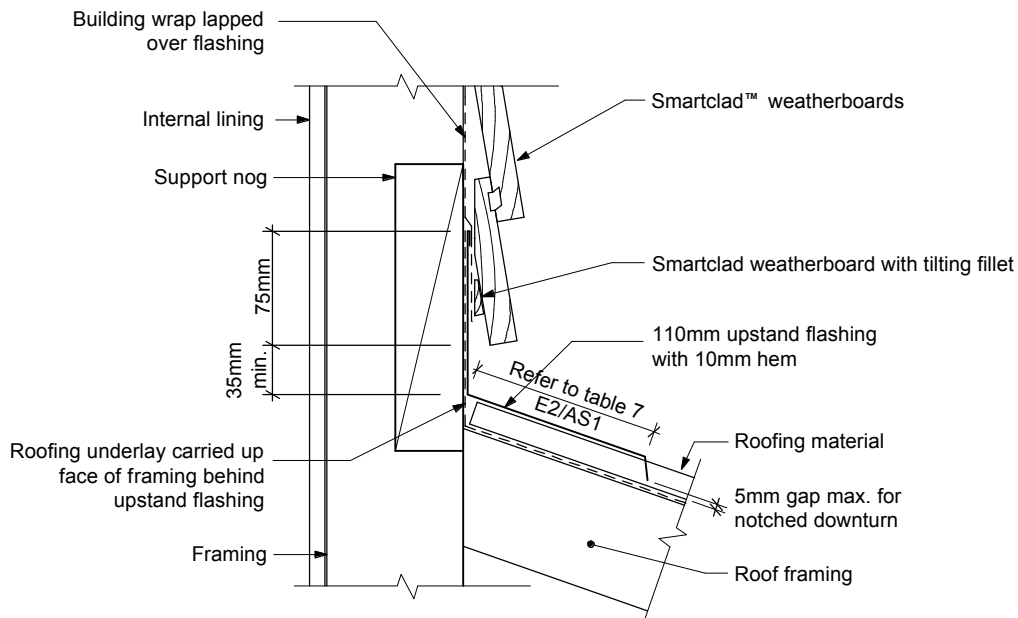 Building wrap lapped
over flashing
Internal lining
Support nog
75mm
35mm
min.
Roofing underlay carried up
face of framing behind
upstand flashing
Framing
Smartclad™ weatherboards
Smartclad weatherboard with tilting fillet
110mm upstand flashing
with 10mm hem
Refer to table 7
E2/AS1
Roofing material
5mm gap max. for
notched downturn
Roof framing